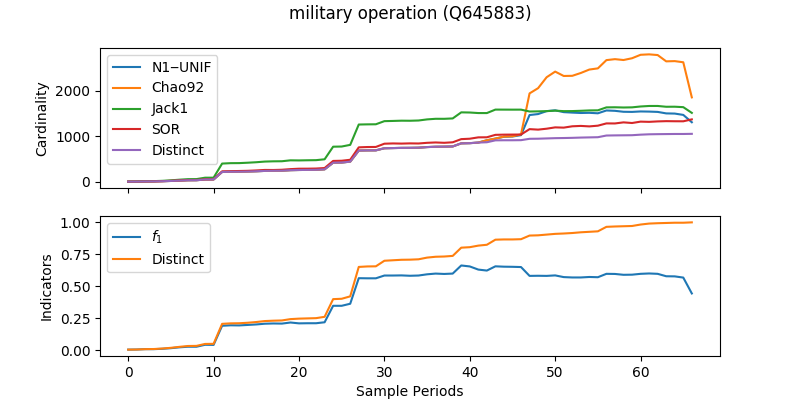 military operation (Q645883)
Cardinality
2000
1000
0
N1−UNIF
Chao92
Jack1
SOR
Distinct
Indicators
1.00
0.75
0.50
0.25
0.00
f1
Distinct
0 10 20 30 40 50 60
Sample Periods